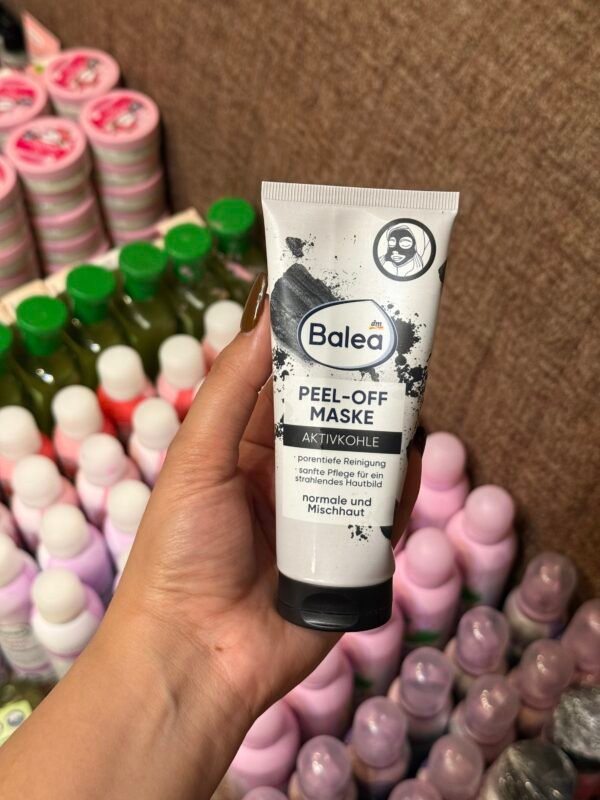 dm
Balea
PEEL-OFF
MASKE
AKTIVKOHLE
· porentiefe Reinigung
· sanfte Pflege für ein
strahlendes Hautbild
normale und
Mischhaut